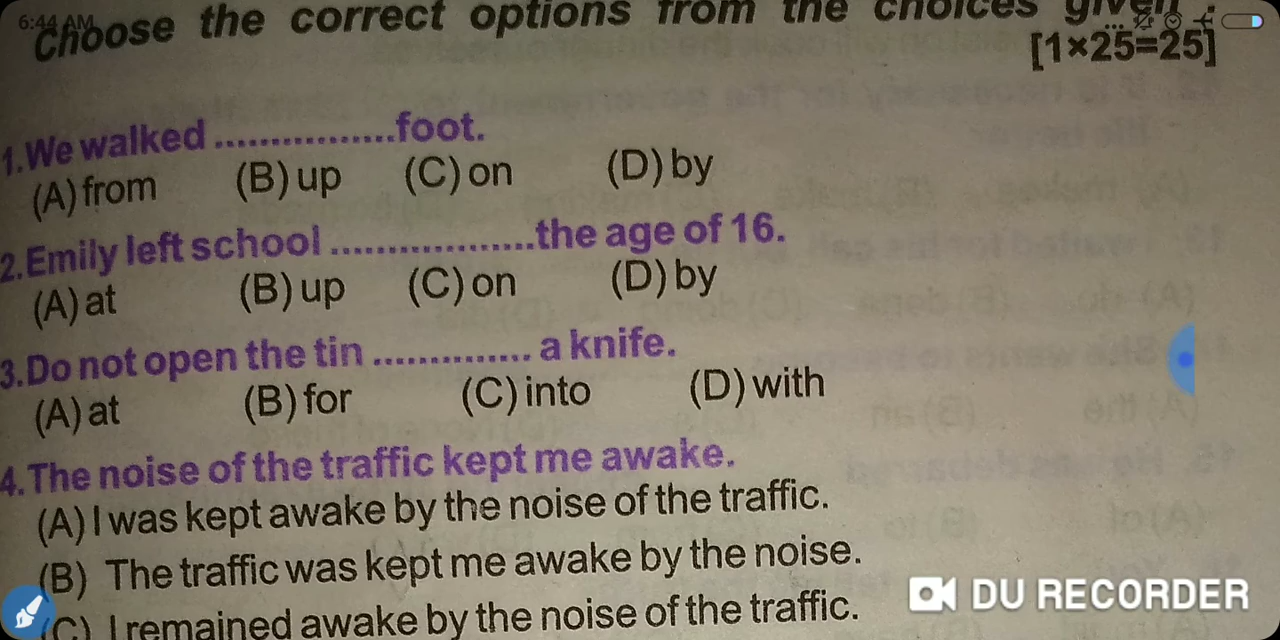 6:44 AM
Choose the correct options from the choices given
[1×25=25]
1.We walked ................foot.
(A) from (B) up (C) on (D) by
2.Emily left school ..................the age of 16.
(A) at (B) up (C) on (D) by
3.Do not open the tin .............. a knife.
(A) at (B) for (C) into (D) with
4.The noise of the traffic kept me awake.
(A) I was kept awake by the noise of the traffic.
(B) The traffic was kept me awake by the noise.
(C) I remained awake by the noise of the traffic.
DU RECORDER